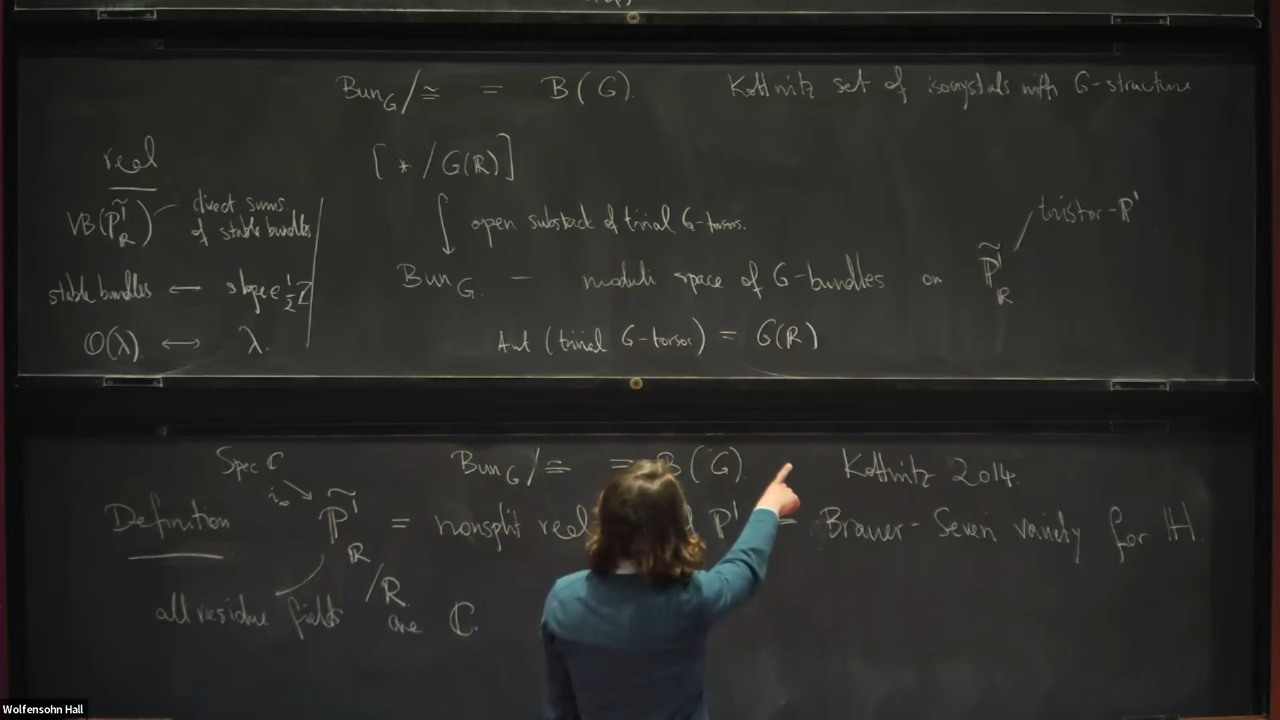 Bun_G/≅ = B(G). Kottwitz set of isocrystals with G-structure
real
[*/G(ℝ)]
VB(P̃¹_ℝ) direct sums of stable bundles
open substack of trivial G-torsors.
twistor-P¹
stable bundles ↔ slope ∈ ½ℤ
Bun_G — moduli space of G-bundles on P̃¹_ℝ
O(λ) ↔ λ.
Aut (trivial G-torsor) = G(ℝ)
Spec ℂ
Bun_G/≅ = B(G). Kottwitz 2014.
i∞
Definition P̃¹_ℝ = nonsplit real P¹ = Brauer-Severi variety for ℍ.
/ℝ
all residue fields are ℂ.
Wolfensohn Hall